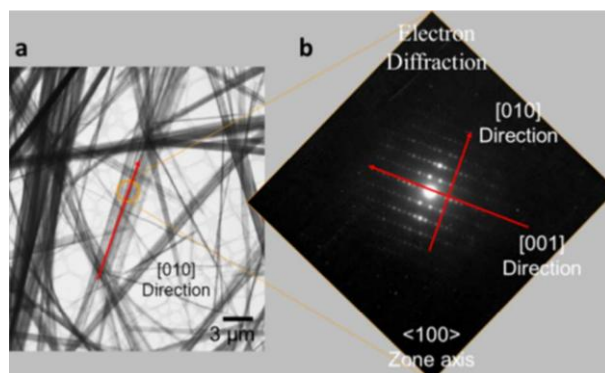 a
[010]
Direction
3 μm
b
Electron
Diffraction
[010]
Direction
[001]
Direction
<100>
Zone axis